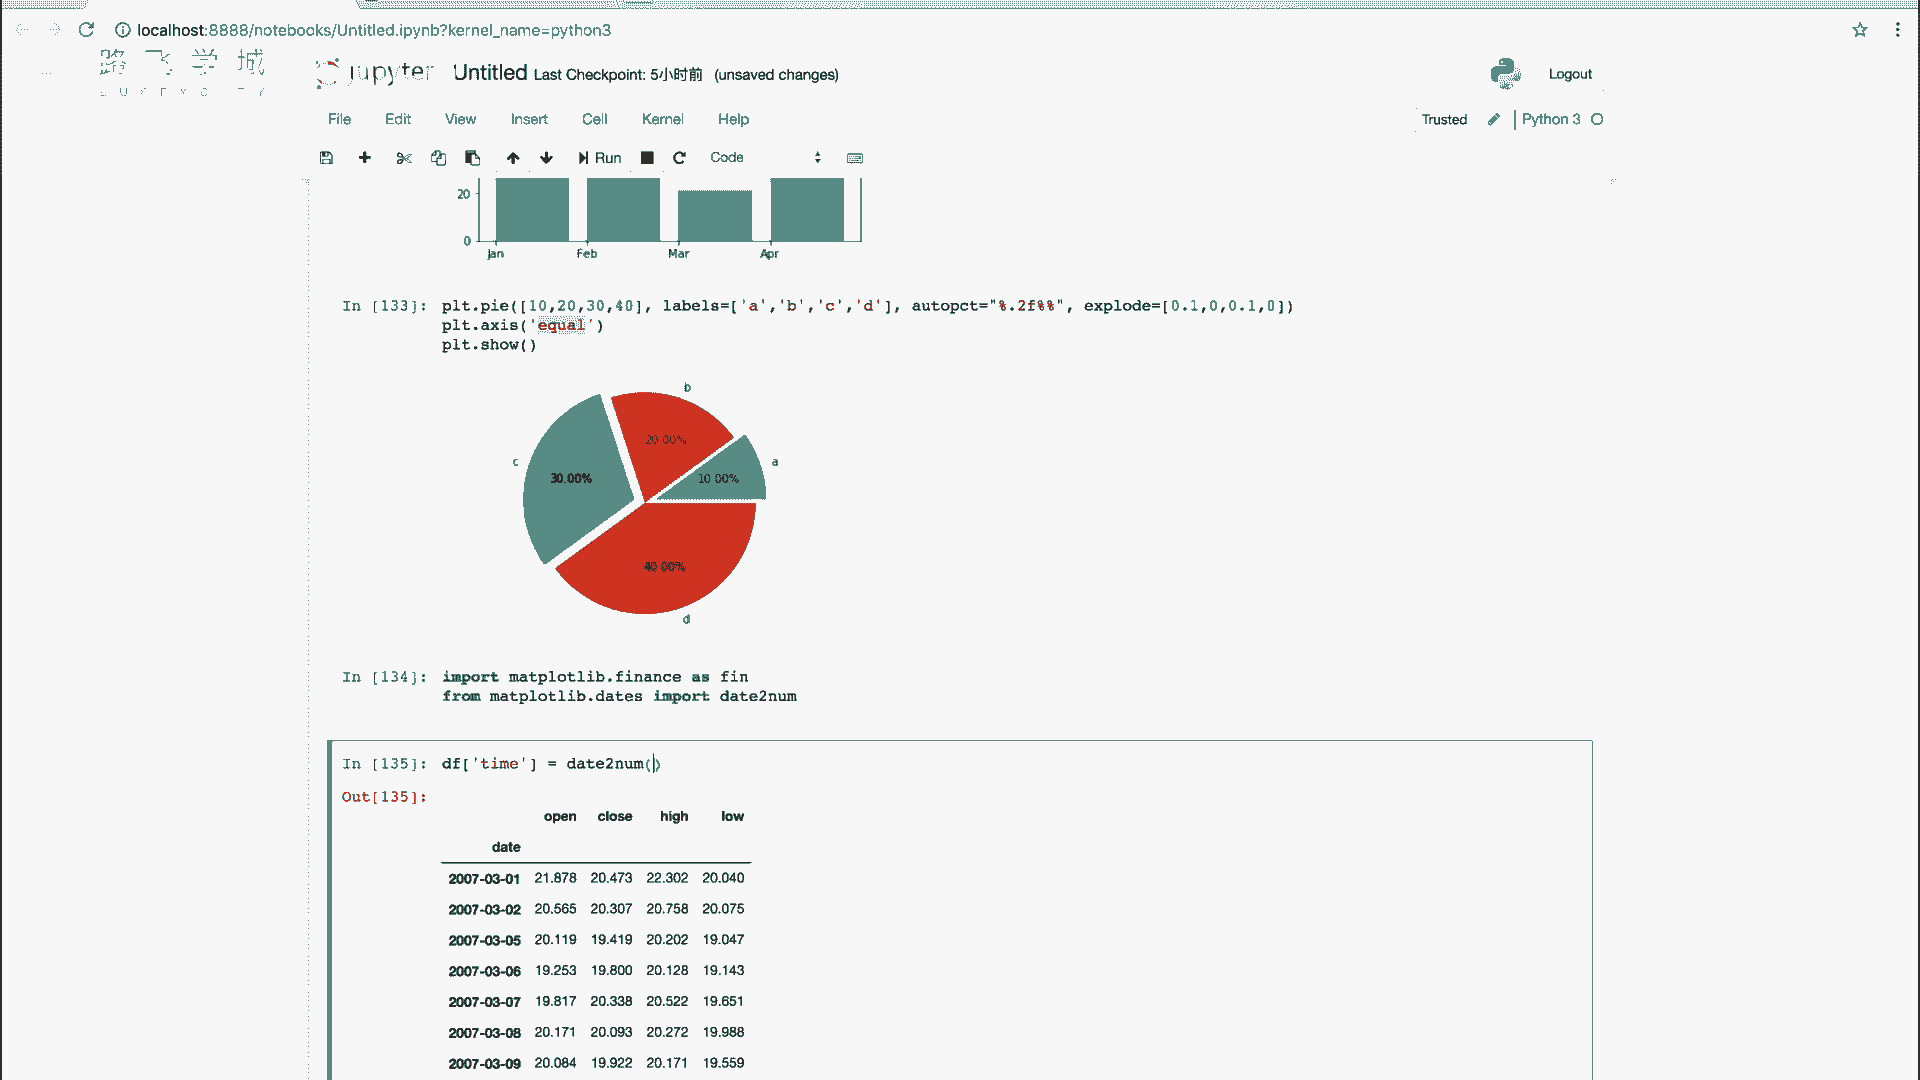 localhost:8888/notebooks/Untitled.ipynb?kernel_name=python3
路飞学城
LUFFYCITY
jupyter Untitled Last Checkpoint: 5小时前 (unsaved changes)
Logout
File Edit View Insert Cell Kernel Help
Trusted Python 3
Run Code
20
0
Jan Feb Mar Apr
In [133]: plt.pie([10,20,30,40], labels=['a','b','c','d'], autopct="%.2f%%", explode=[0.1,0,0.1,0])
plt.axis('equal')
plt.show()
b
20.00%
c
a
30.00%
10.00%
40.00%
d
In [134]: import matplotlib.finance as fin
from matplotlib.dates import date2num
In [135]: df['time'] = date2num()
Out[135]:
open close high low
date
2007-03-01 21.878 20.473 22.302 20.040
2007-03-02 20.565 20.307 20.758 20.075
2007-03-05 20.119 19.419 20.202 19.047
2007-03-06 19.253 19.800 20.128 19.143
2007-03-07 19.817 20.338 20.522 19.651
2007-03-08 20.171 20.093 20.272 19.988
2007-03-09 20.084 19.922 20.171 19.559